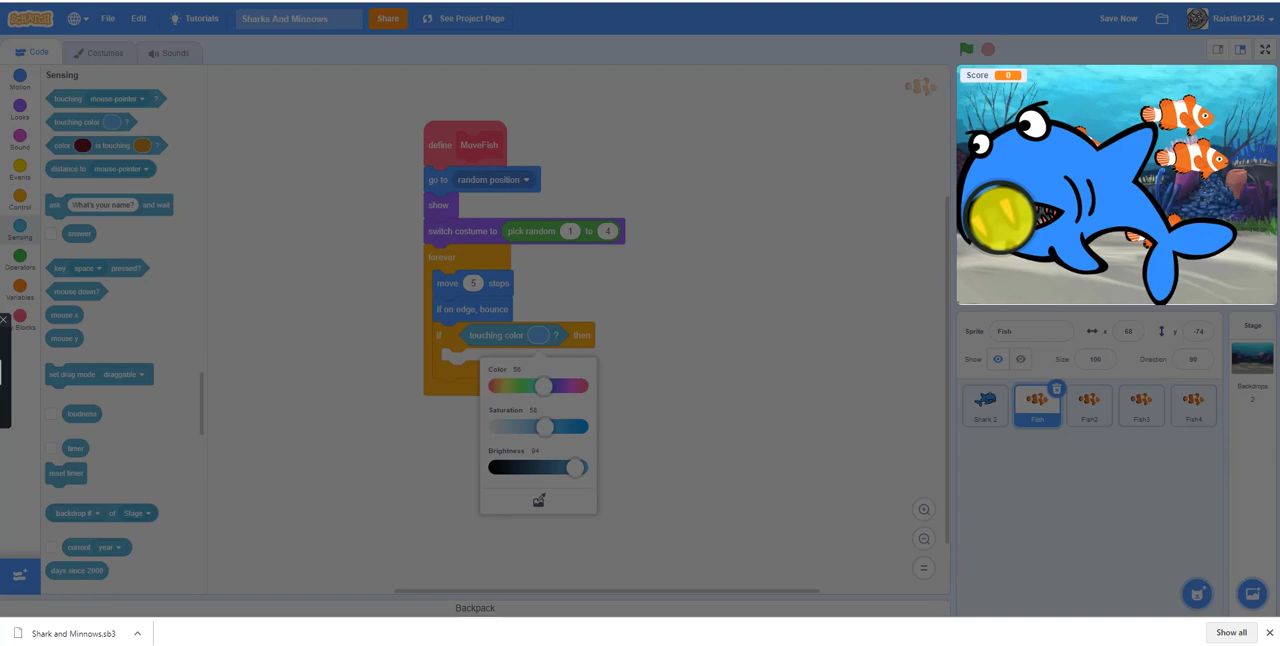 SCRATCH File Edit Tutorials Sharks And Minnows Share See Project Page Save Now Raistlin12345
Code Costumes Sounds
Sensing
Motion
Looks
Sound
Events
Control
Sensing
Operators
Variables
Blocks
touching mouse-pointer ?
touching color ?
color is touching ?
distance to mouse-pointer
ask What's your name? and wait
answer
key space pressed?
mouse down?
mouse x
mouse y
set drag mode draggable
loudness
timer
reset timer
backdrop # of Stage
current year
days since 2000
define MoveFish
go to random position
show
switch costume to pick random 1 to 4
forever
move 5 steps
if on edge, bounce
if touching color ? then
Color 56
Saturation 58
Brightness 94
Backpack
Score 0
Sprite Fish x 68 y -74
Show Size 100 Direction 90
Shark 2 Fish Fish2 Fish3 Fish4
Stage
Backdrops
2
Shark and Minnows.sb3 Show all